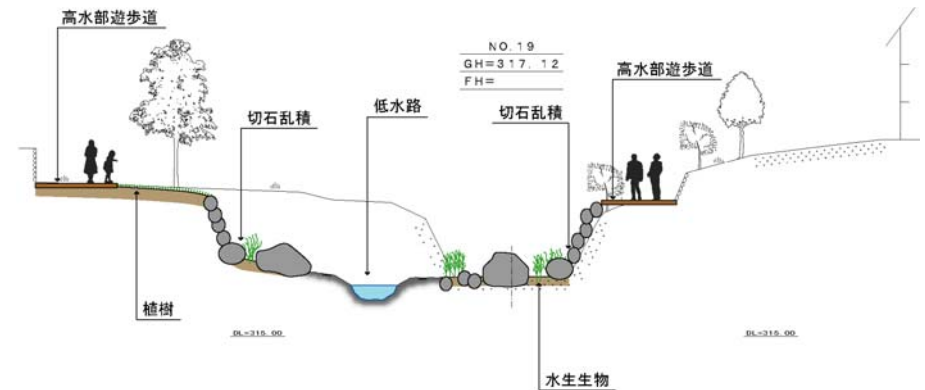 高水部遊歩道
NO.19
GH=317.12
FH=
高水部遊歩道
切石乱積
低水路
切石乱積
植樹
DL=315.00
DL=315.00
水生生物